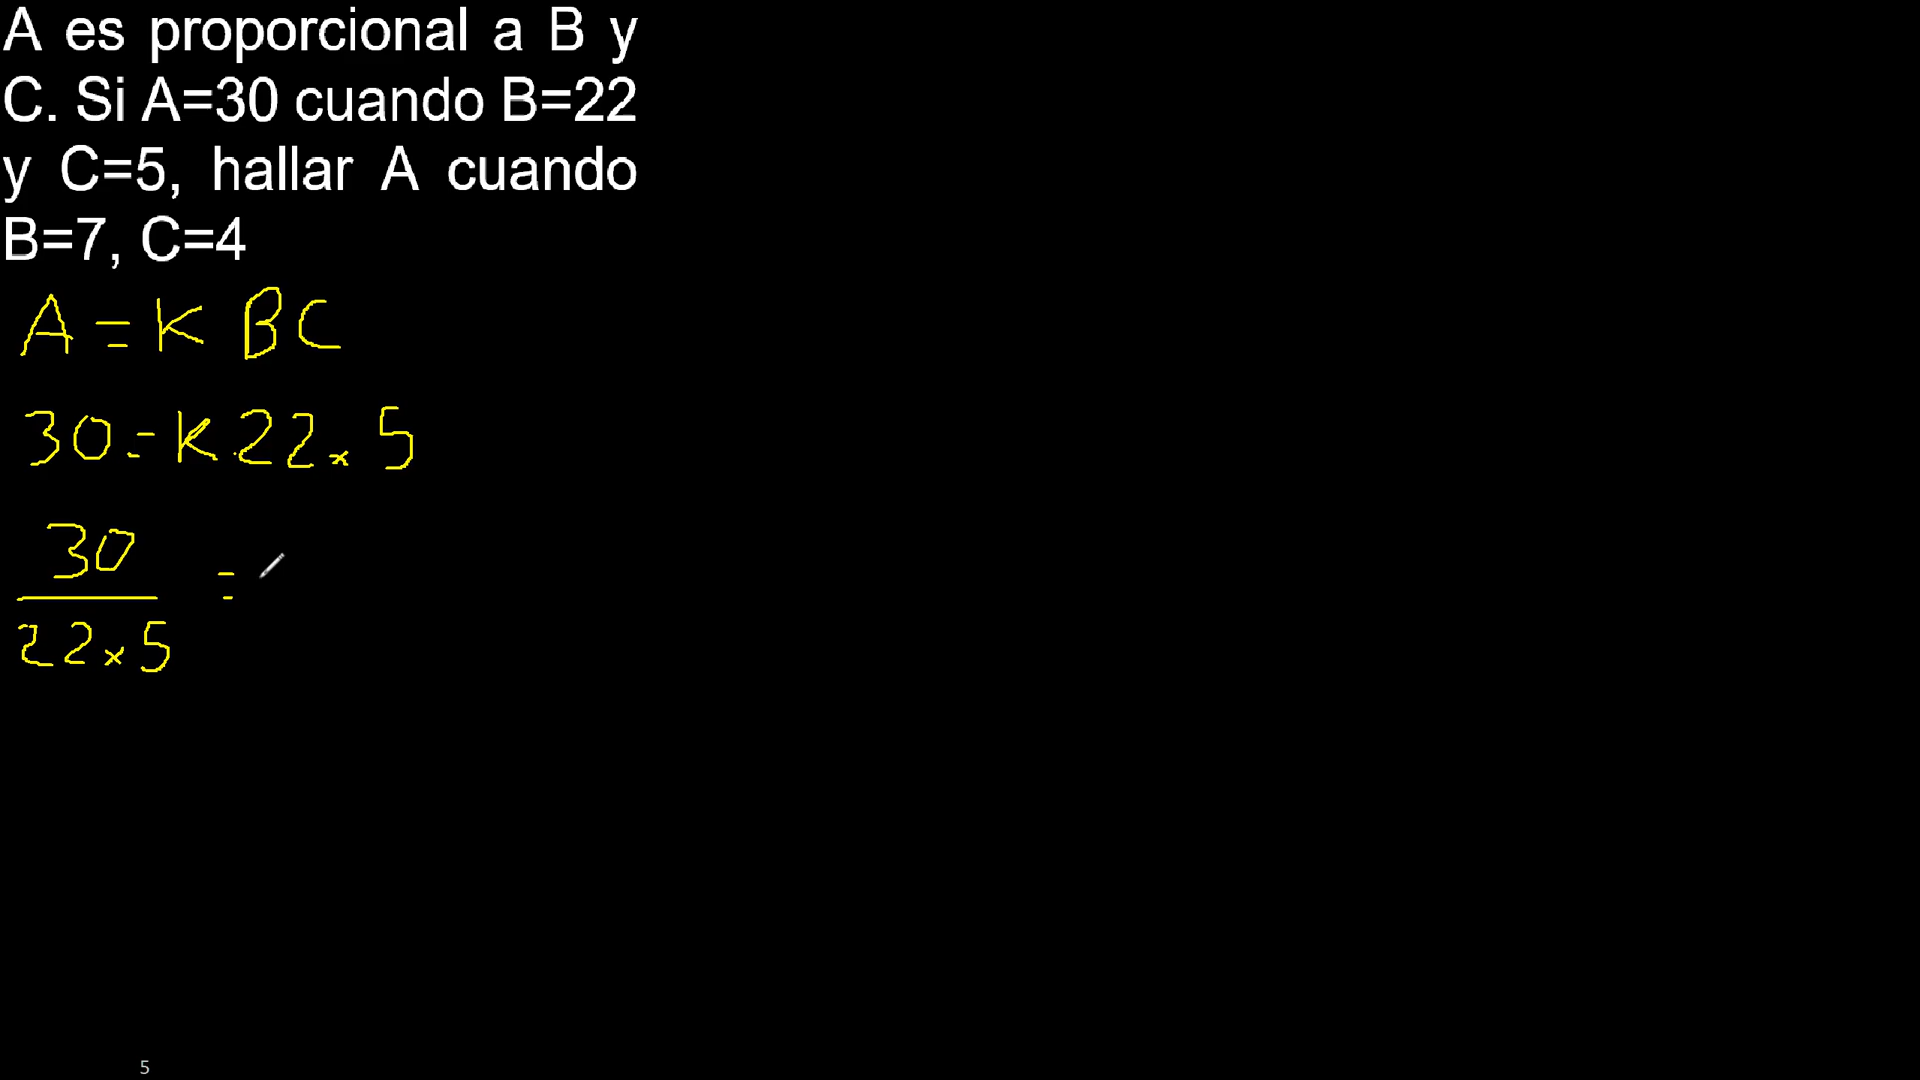 A es proporcional a B y
C. Si A=30 cuando B=22
y C=5, hallar A cuando
B=7, C=4
A = K BC
30 = K.22 x 5
30
=
22 x 5
5